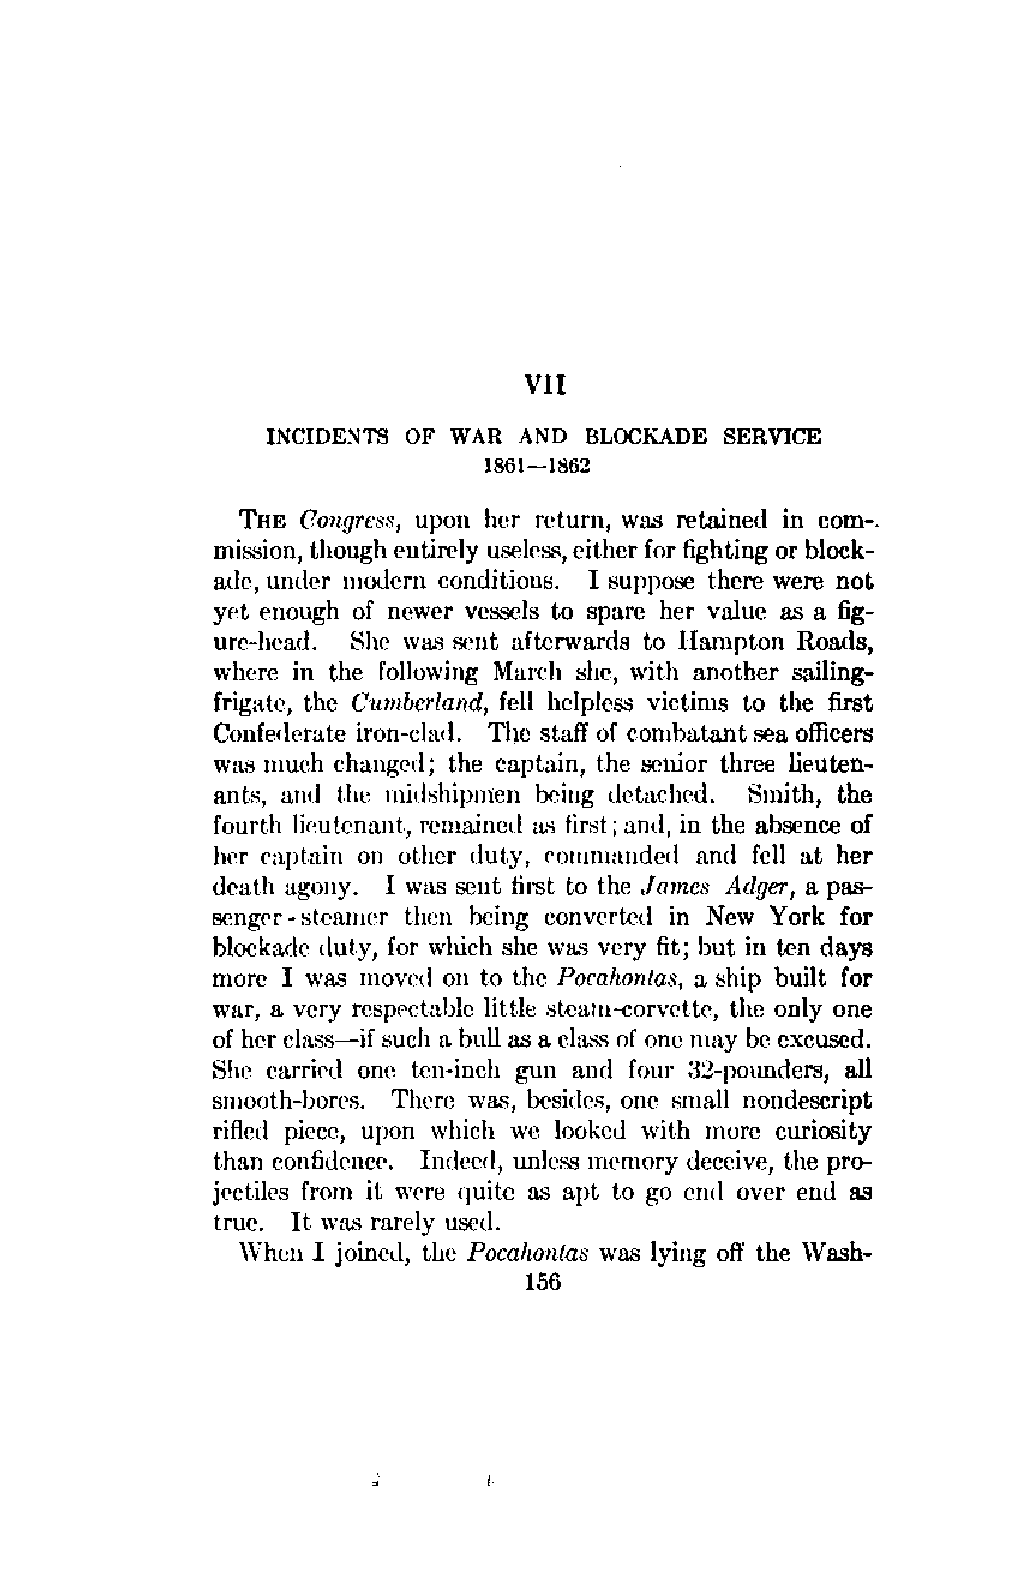 VII
INCIDENTS OF WAR AND BLOCKADE SERVICE
1861—1862
THE Congress, upon her return, was retained in com-
mission, though entirely useless, either for fighting or block-
ade, under modern conditions. I suppose there were not
yet enough of newer vessels to spare her value as a fig-
ure-head. She was sent afterwards to Hampton Roads,
where in the following March she, with another sailing-
frigate, the Cumberland, fell helpless victims to the first
Confederate iron-clad. The staff of combatant sea officers
was much changed; the captain, the senior three lieuten-
ants, and the midshipmen being detached. Smith, the
fourth lieutenant, remained as first; and, in the absence of
her captain on other duty, commanded and fell at her
death agony. I was sent first to the James Adger, a pas-
senger-steamer then being converted in New York for
blockade duty, for which she was very fit; but in ten days
more I was moved on to the Pocahontas, a ship built for
war, a very respectable little steam-corvette, the only one
of her class—if such a bull as a class of one may be excused.
She carried one ten-inch gun and four 32-pounders, all
smooth-bores. There was, besides, one small nondescript
rifled piece, upon which we looked with more curiosity
than confidence. Indeed, unless memory deceive, the pro-
jectiles from it were quite as apt to go end over end as
true. It was rarely used.
When I joined, the Pocahontas was lying off the Wash-
156